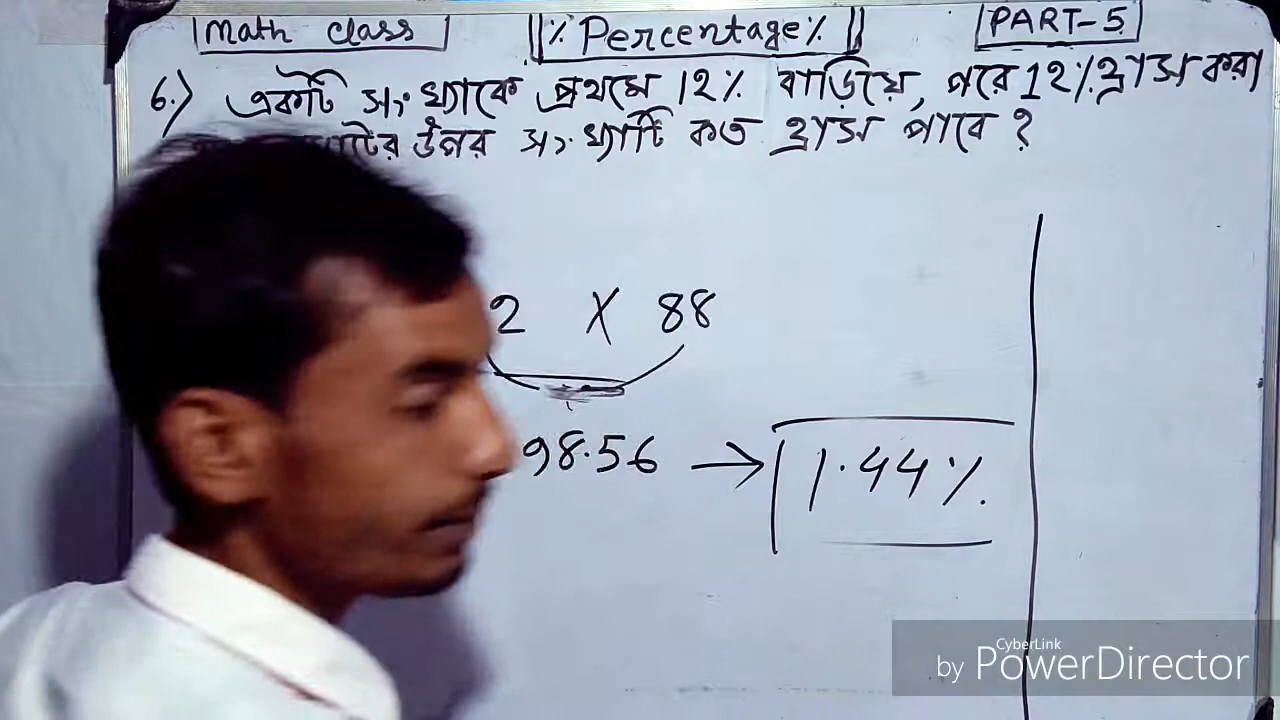 Math class
% Percentage %
PART-5
6.) একটি সংখ্যাকে প্রথমে 12% বাড়িয়ে, পরে 12% হ্রাস করা
উপর সংখ্যাটি কত হ্রাস পাবে ?
2 X 88
98.56 → 1.44%
CyberLink
by PowerDirector